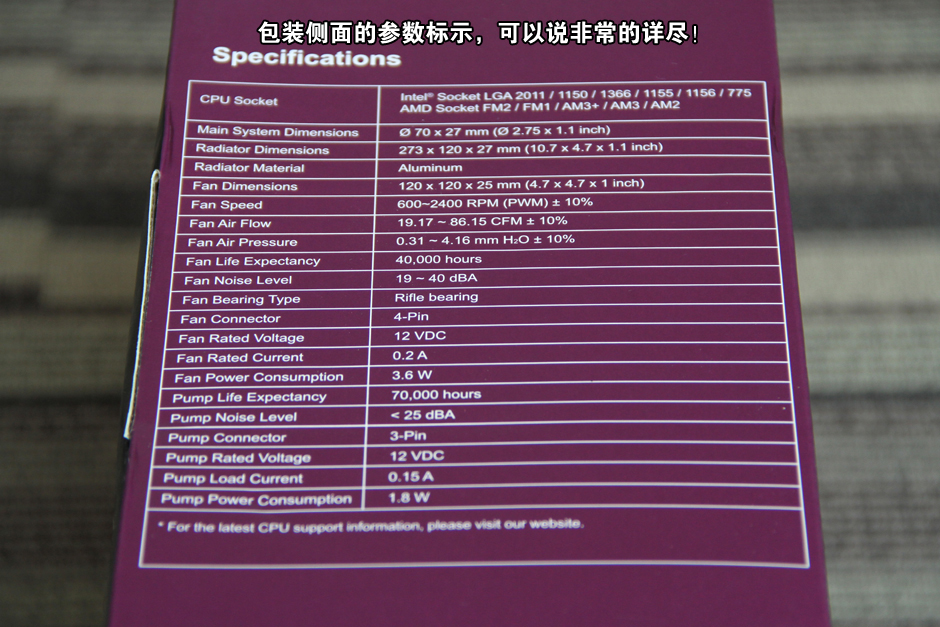 包装侧面的参数标示，可以说非常的详尽！
Specifications
CPU Socket
Intel® Socket LGA 2011 / 1150 / 1366 / 1155 / 1156 / 775
AMD Socket FM2 / FM1 / AM3+ / AM3 / AM2
Main System Dimensions Ø 70 x 27 mm (Ø 2.75 x 1.1 inch)
Radiator Dimensions 273 x 120 x 27 mm (10.7 x 4.7 x 1.1 inch)
Radiator Material Aluminum
Fan Dimensions 120 x 120 x 25 mm (4.7 x 4.7 x 1 inch)
Fan Speed 600~2400 RPM (PWM) ± 10%
Fan Air Flow 19.17 ~ 86.15 CFM ± 10%
Fan Air Pressure 0.31 ~ 4.16 mm H₂O ± 10%
Fan Life Expectancy 40,000 hours
Fan Noise Level 19 ~ 40 dBA
Fan Bearing Type Rifle bearing
Fan Connector 4-Pin
Fan Rated Voltage 12 VDC
Fan Rated Current 0.2 A
Fan Power Consumption 3.6 W
Pump Life Expectancy 70,000 hours
Pump Noise Level < 25 dBA
Pump Connector 3-Pin
Pump Rated Voltage 12 VDC
Pump Load Current 0.15 A
Pump Power Consumption 1.8 W
* For the latest CPU support information, please visit our website.